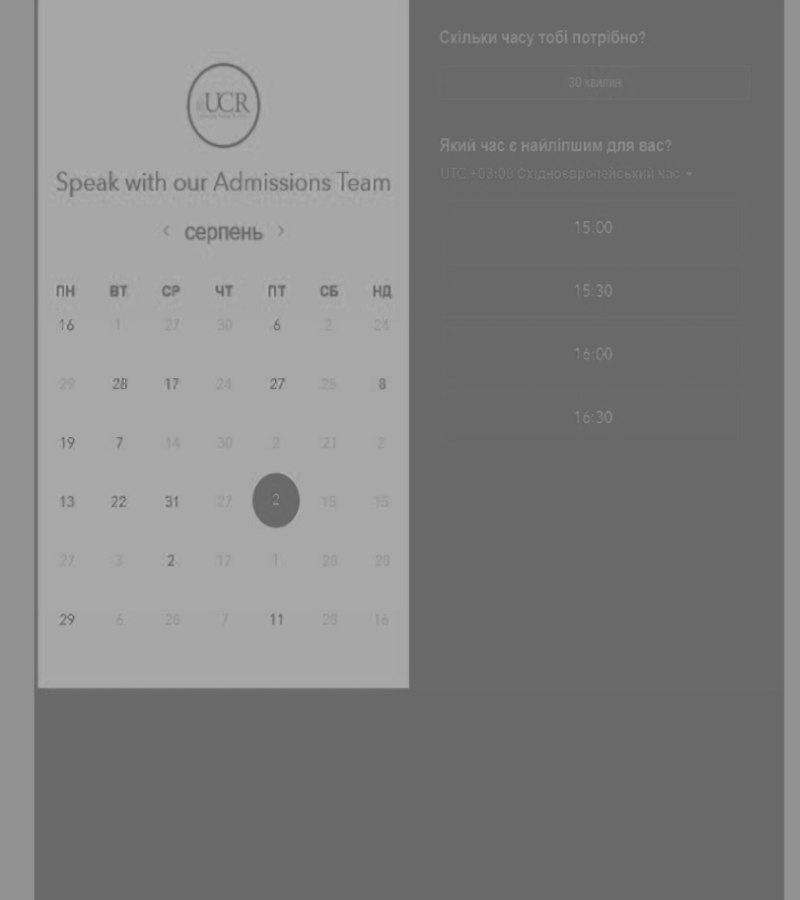 UCR
Speak with our Admissions Team
< серпень >
ПН ВТ СР ЧТ ПТ СБ НД
16 1 27 30 6 2 24
29 28 17 24 27 25 8
19 7 14 30 2 21 2
13 22 31 27 2 15 15
27 3 2 17 1 28 28
29 6 28 7 11 28 16
Скільки часу тобі потрібно?
30 хвилин
Який час є найліпшим для вас?
UTC +03:00 Східноєвропейський час
15:00
15:30
16:00
16:30